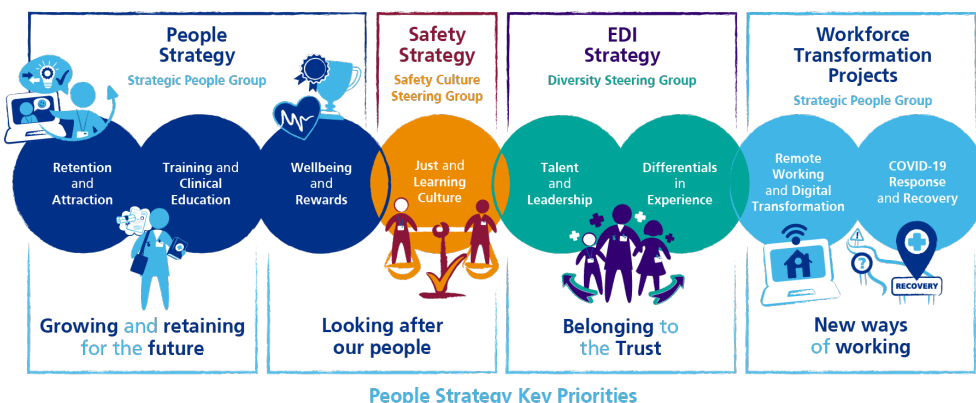 People
Strategy
Strategic People Group
Safety
Strategy
Safety Culture
Steering Group
EDI
Strategy
Diversity Steering Group
Workforce
Transformation
Projects
Strategic People Group
Retention
and
Attraction
Training and
Clinical
Education
Wellbeing
and
Rewards
Just and
Learning
Culture
Talent
and
Leadership
Differentials
in
Experience
Remote
Working
and Digital
Transformation
COVID-19
Response
and Recovery
!
?
RECOVERY
Growing and retaining
for the future
Looking after
our people
Belonging to
the Trust
New ways
of working
People Strategy Key Priorities